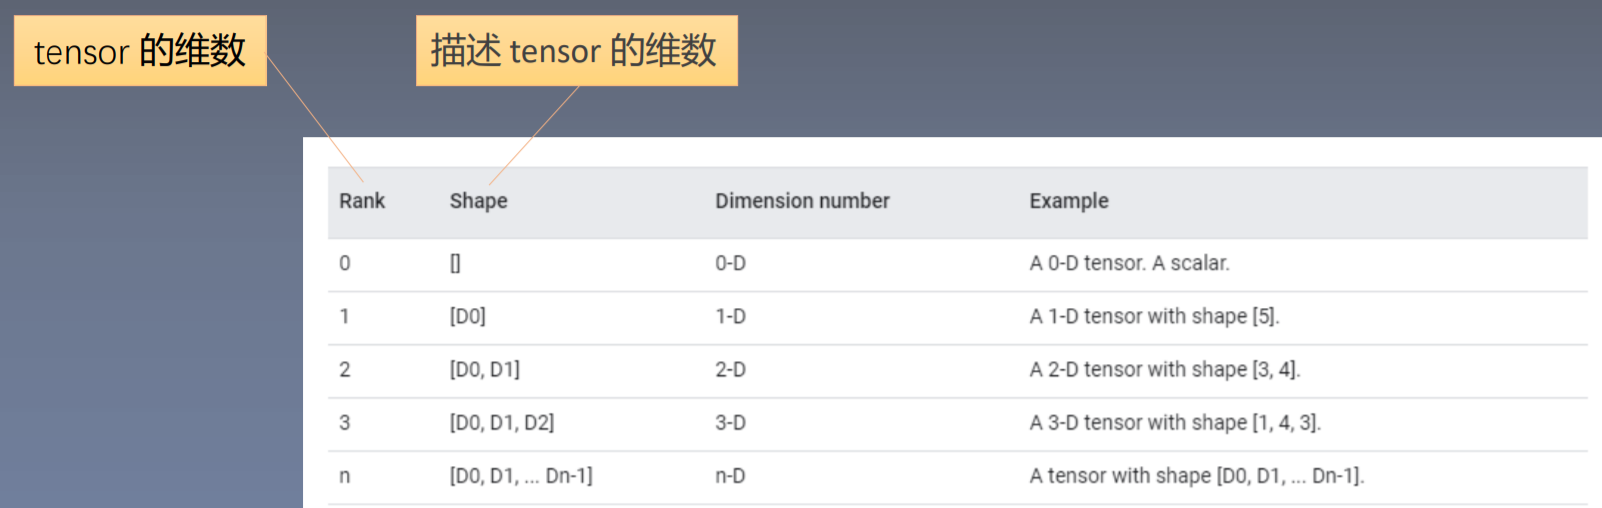 tensor 的维数
描述 tensor 的维数
Rank Shape Dimension number Example
0 [] 0-D A 0-D tensor. A scalar.
1 [D0] 1-D A 1-D tensor with shape [5].
2 [D0, D1] 2-D A 2-D tensor with shape [3, 4].
3 [D0, D1, D2] 3-D A 3-D tensor with shape [1, 4, 3].
n [D0, D1, ... Dn-1] n-D A tensor with shape [D0, D1, ... Dn-1].